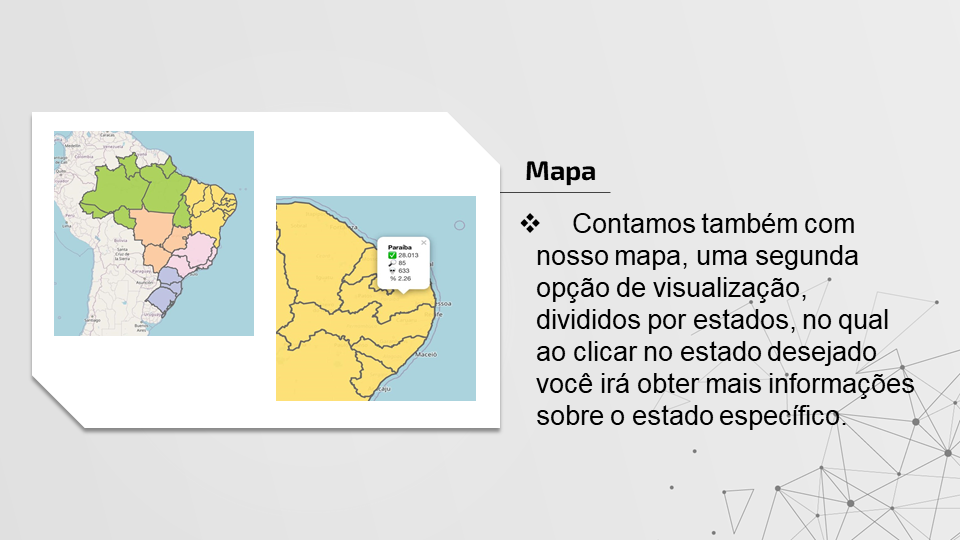 Mapa
❖ Contamos também com
nosso mapa, uma segunda
opção de visualização,
divididos por estados, no qual
ao clicar no estado desejado
você irá obter mais informações
sobre o estado específico.
Paraíba
28.013
85
633
% 2.26
Maceió